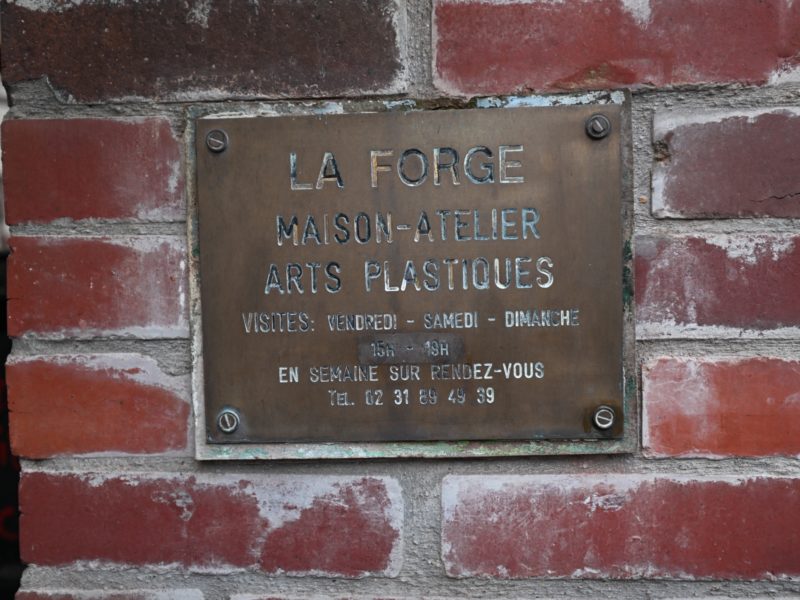 LA FORGE
MAISON-ATELIER
ARTS PLASTIQUES
VISITES: VENDREDI - SAMEDI - DIMANCHE
15H - 19H
EN SEMAINE SUR RENDEZ-VOUS
TEL. 02 31 89 49 39